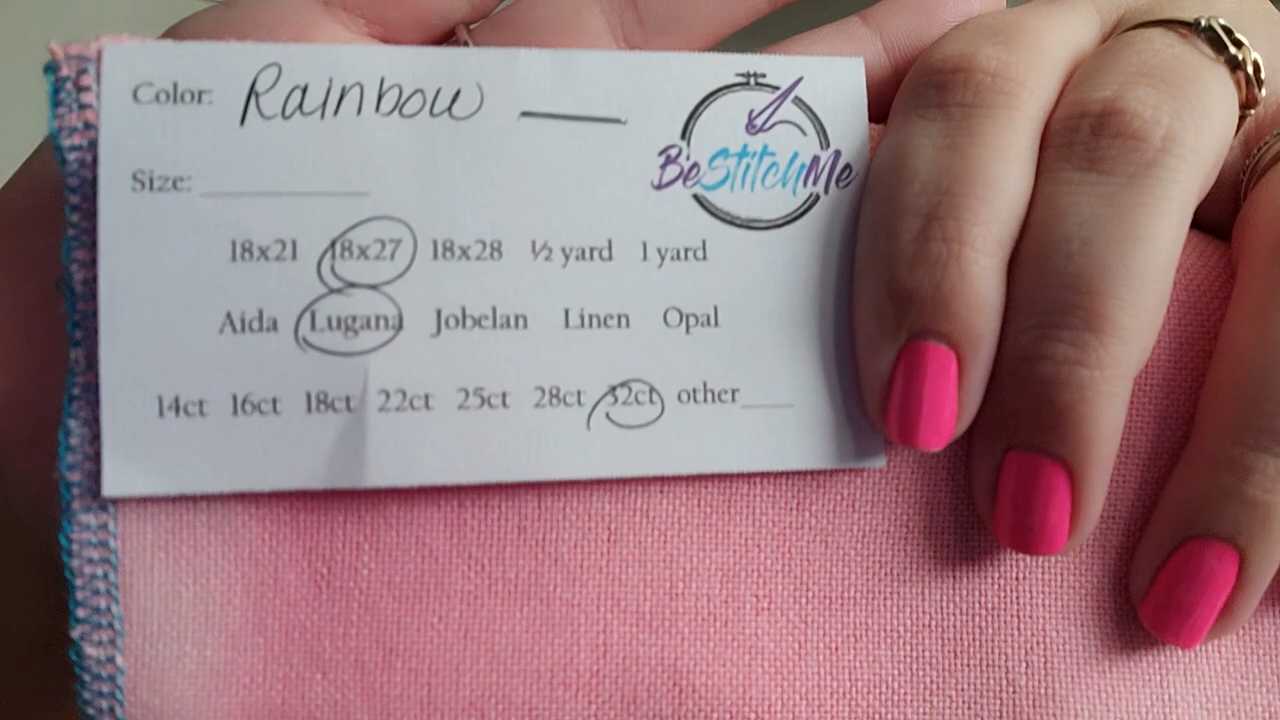 Color: Rainbow
BeStitchMe
Size:
18x21 18x27 18x28 ½ yard 1 yard
Aida Lugana Jobelan Linen Opal
14ct 16ct 18ct 22ct 25ct 28ct 32ct other